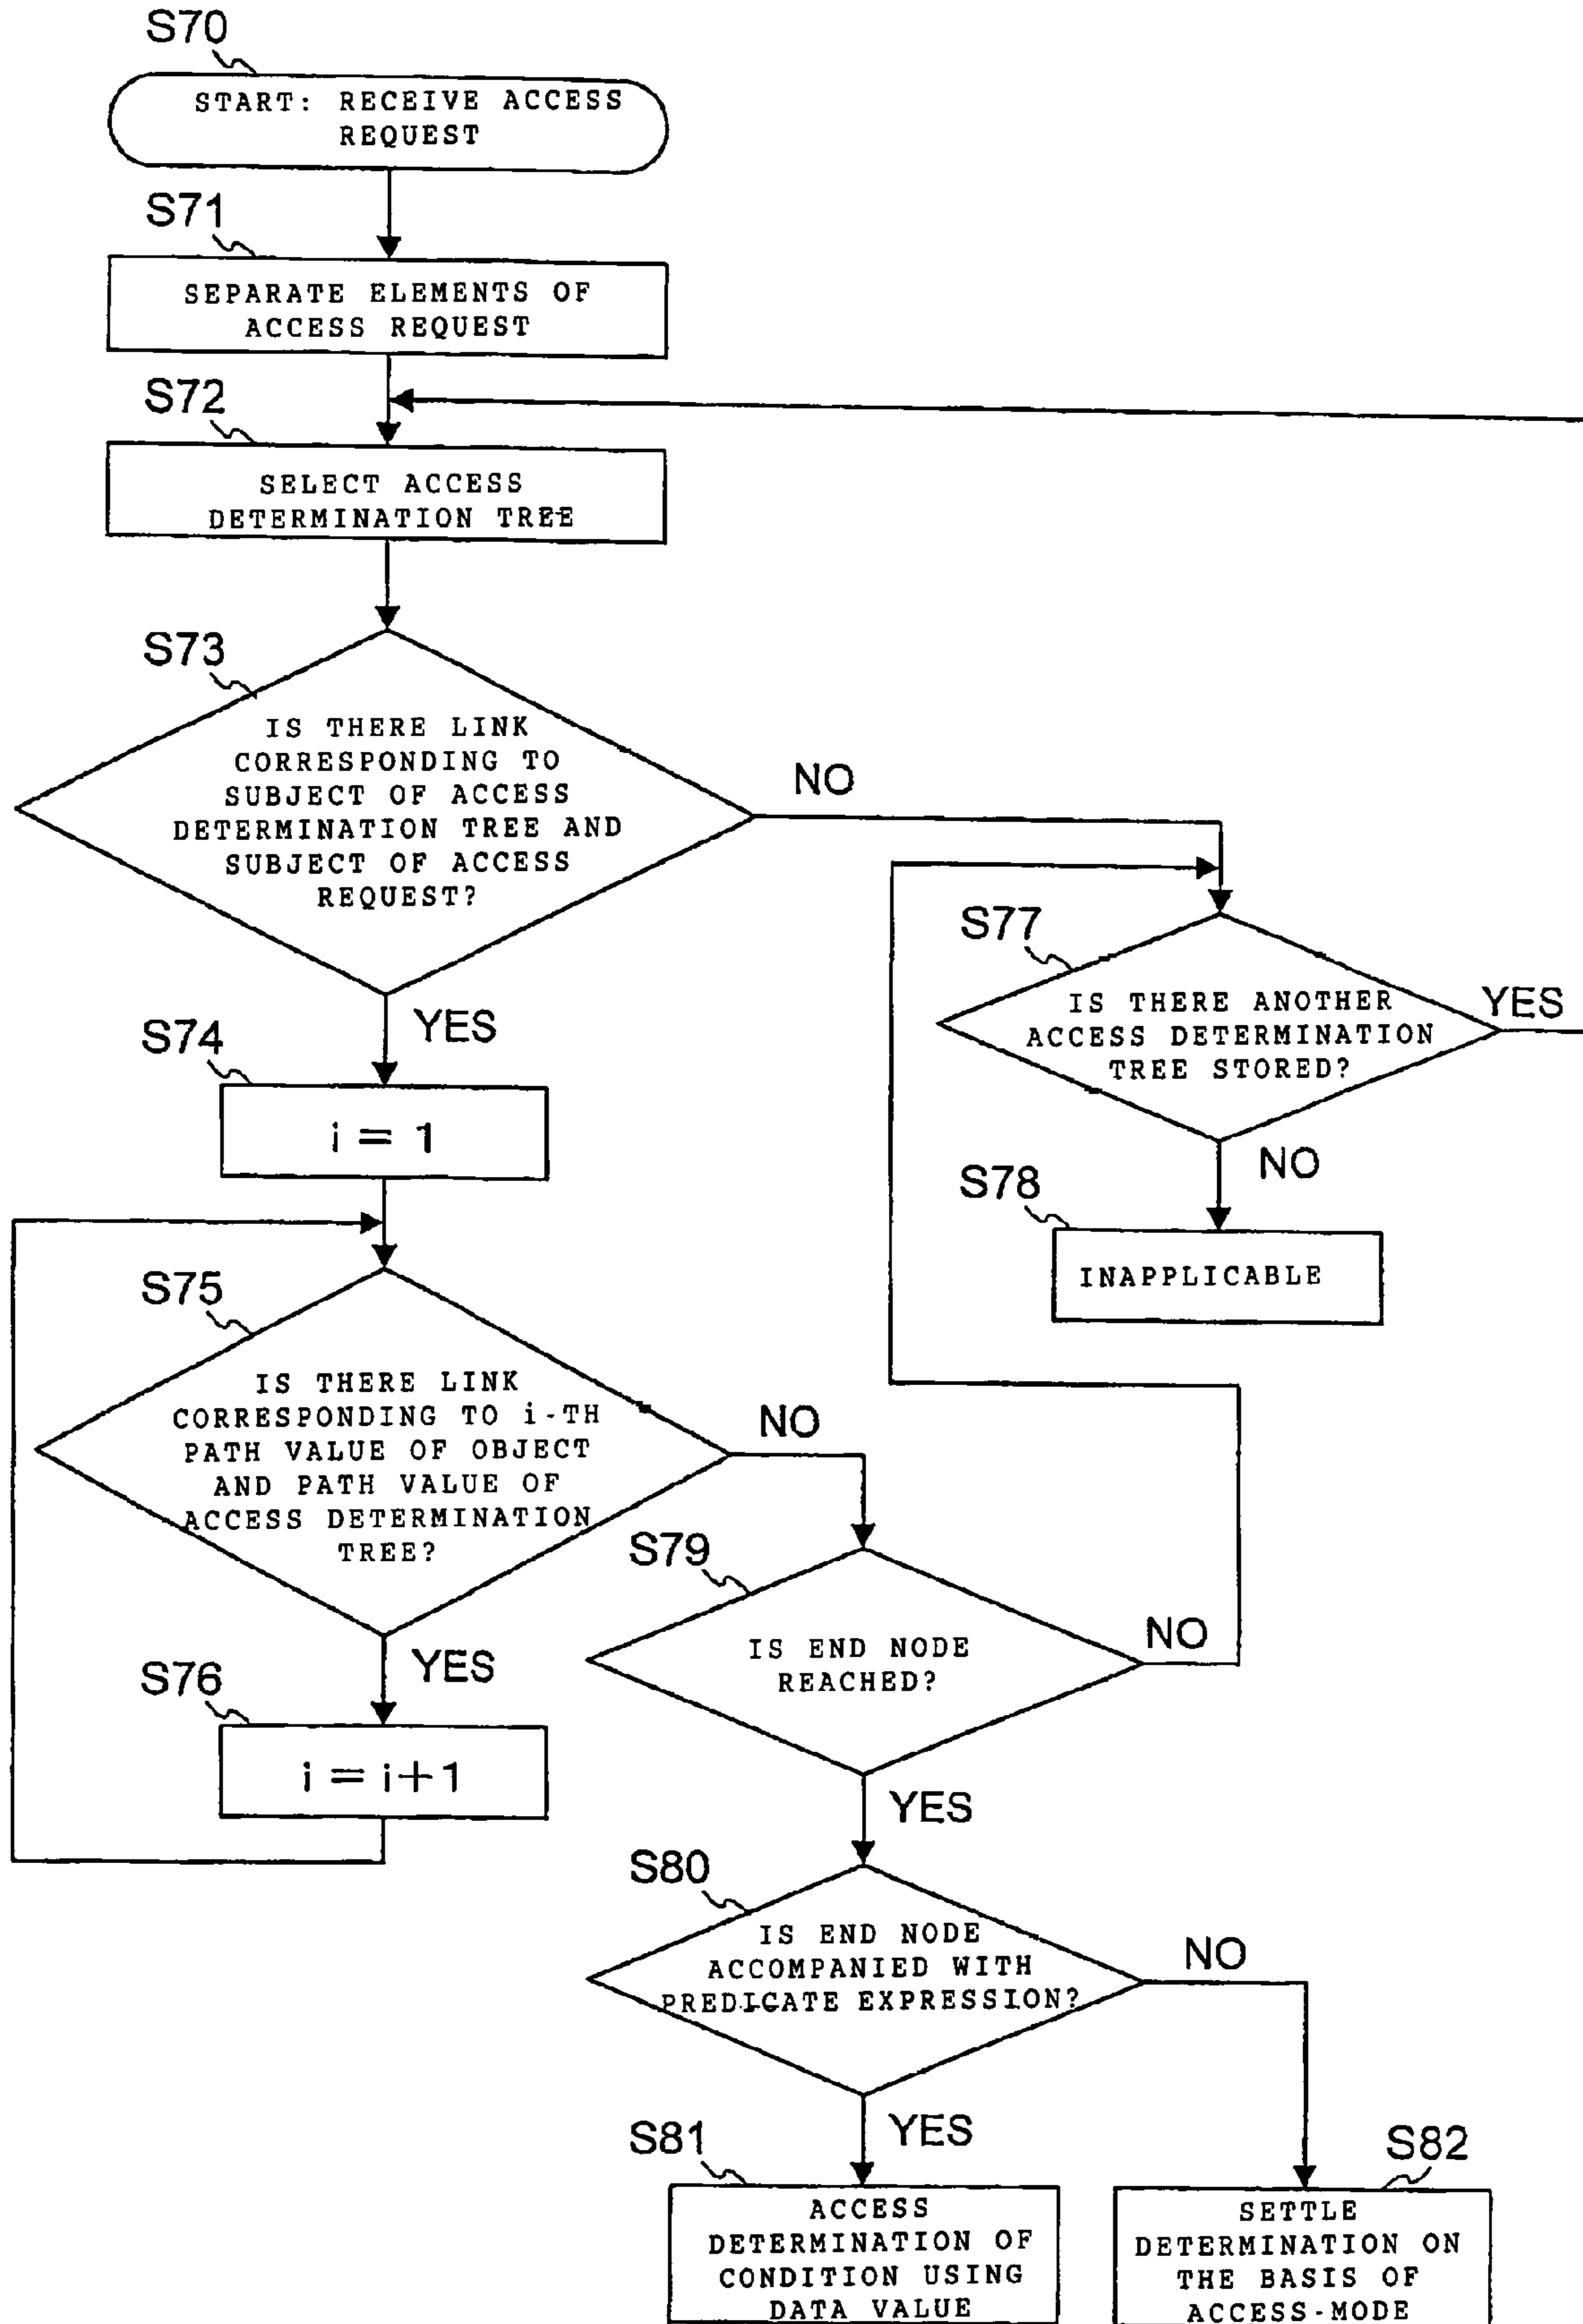 S70
START: RECEIVE ACCESS
REQUEST
S71
SEPARATE ELEMENTS OF
ACCESS REQUEST
S72
SELECT ACCESS
DETERMINATION TREE
S73
IS THERE LINK
CORRESPONDING TO
SUBJECT OF ACCESS
DETERMINATION TREE AND
SUBJECT OF ACCESS
REQUEST?
NO
YES
S77
IS THERE ANOTHER
ACCESS DETERMINATION
TREE STORED?
YES
NO
S78
INAPPLICABLE
S74
i = 1
S75
IS THERE LINK
CORRESPONDING TO i-TH
PATH VALUE OF OBJECT
AND PATH VALUE OF
ACCESS DETERMINATION
TREE?
NO
YES
S76
i = i+1
S79
IS END NODE
REACHED?
NO
YES
S80
IS END NODE
ACCOMPANIED WITH
PREDICATE EXPRESSION?
NO
YES
S81
ACCESS
DETERMINATION OF
CONDITION USING
DATA VALUE
S82
SETTLE
DETERMINATION ON
THE BASIS OF
ACCESS-MODE